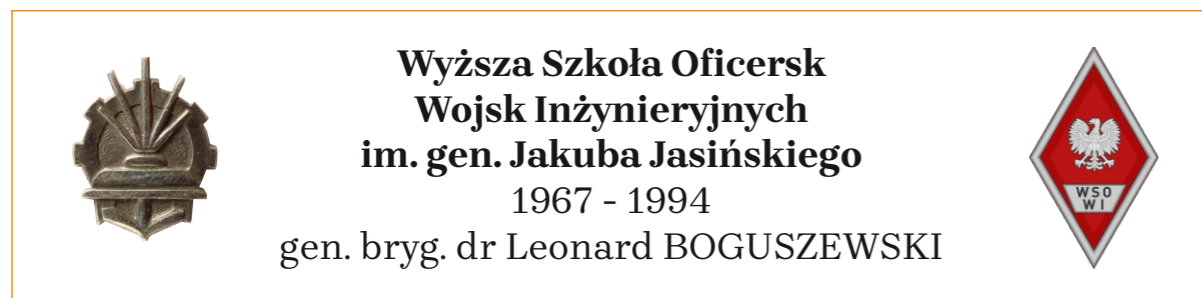 Wyższa Szkoła Oficersk
Wojsk Inżynieryjnych
im. gen. Jakuba Jasińskiego
1967 - 1994
gen. bryg. dr Leonard BOGUSZEWSKI
WSO
WI